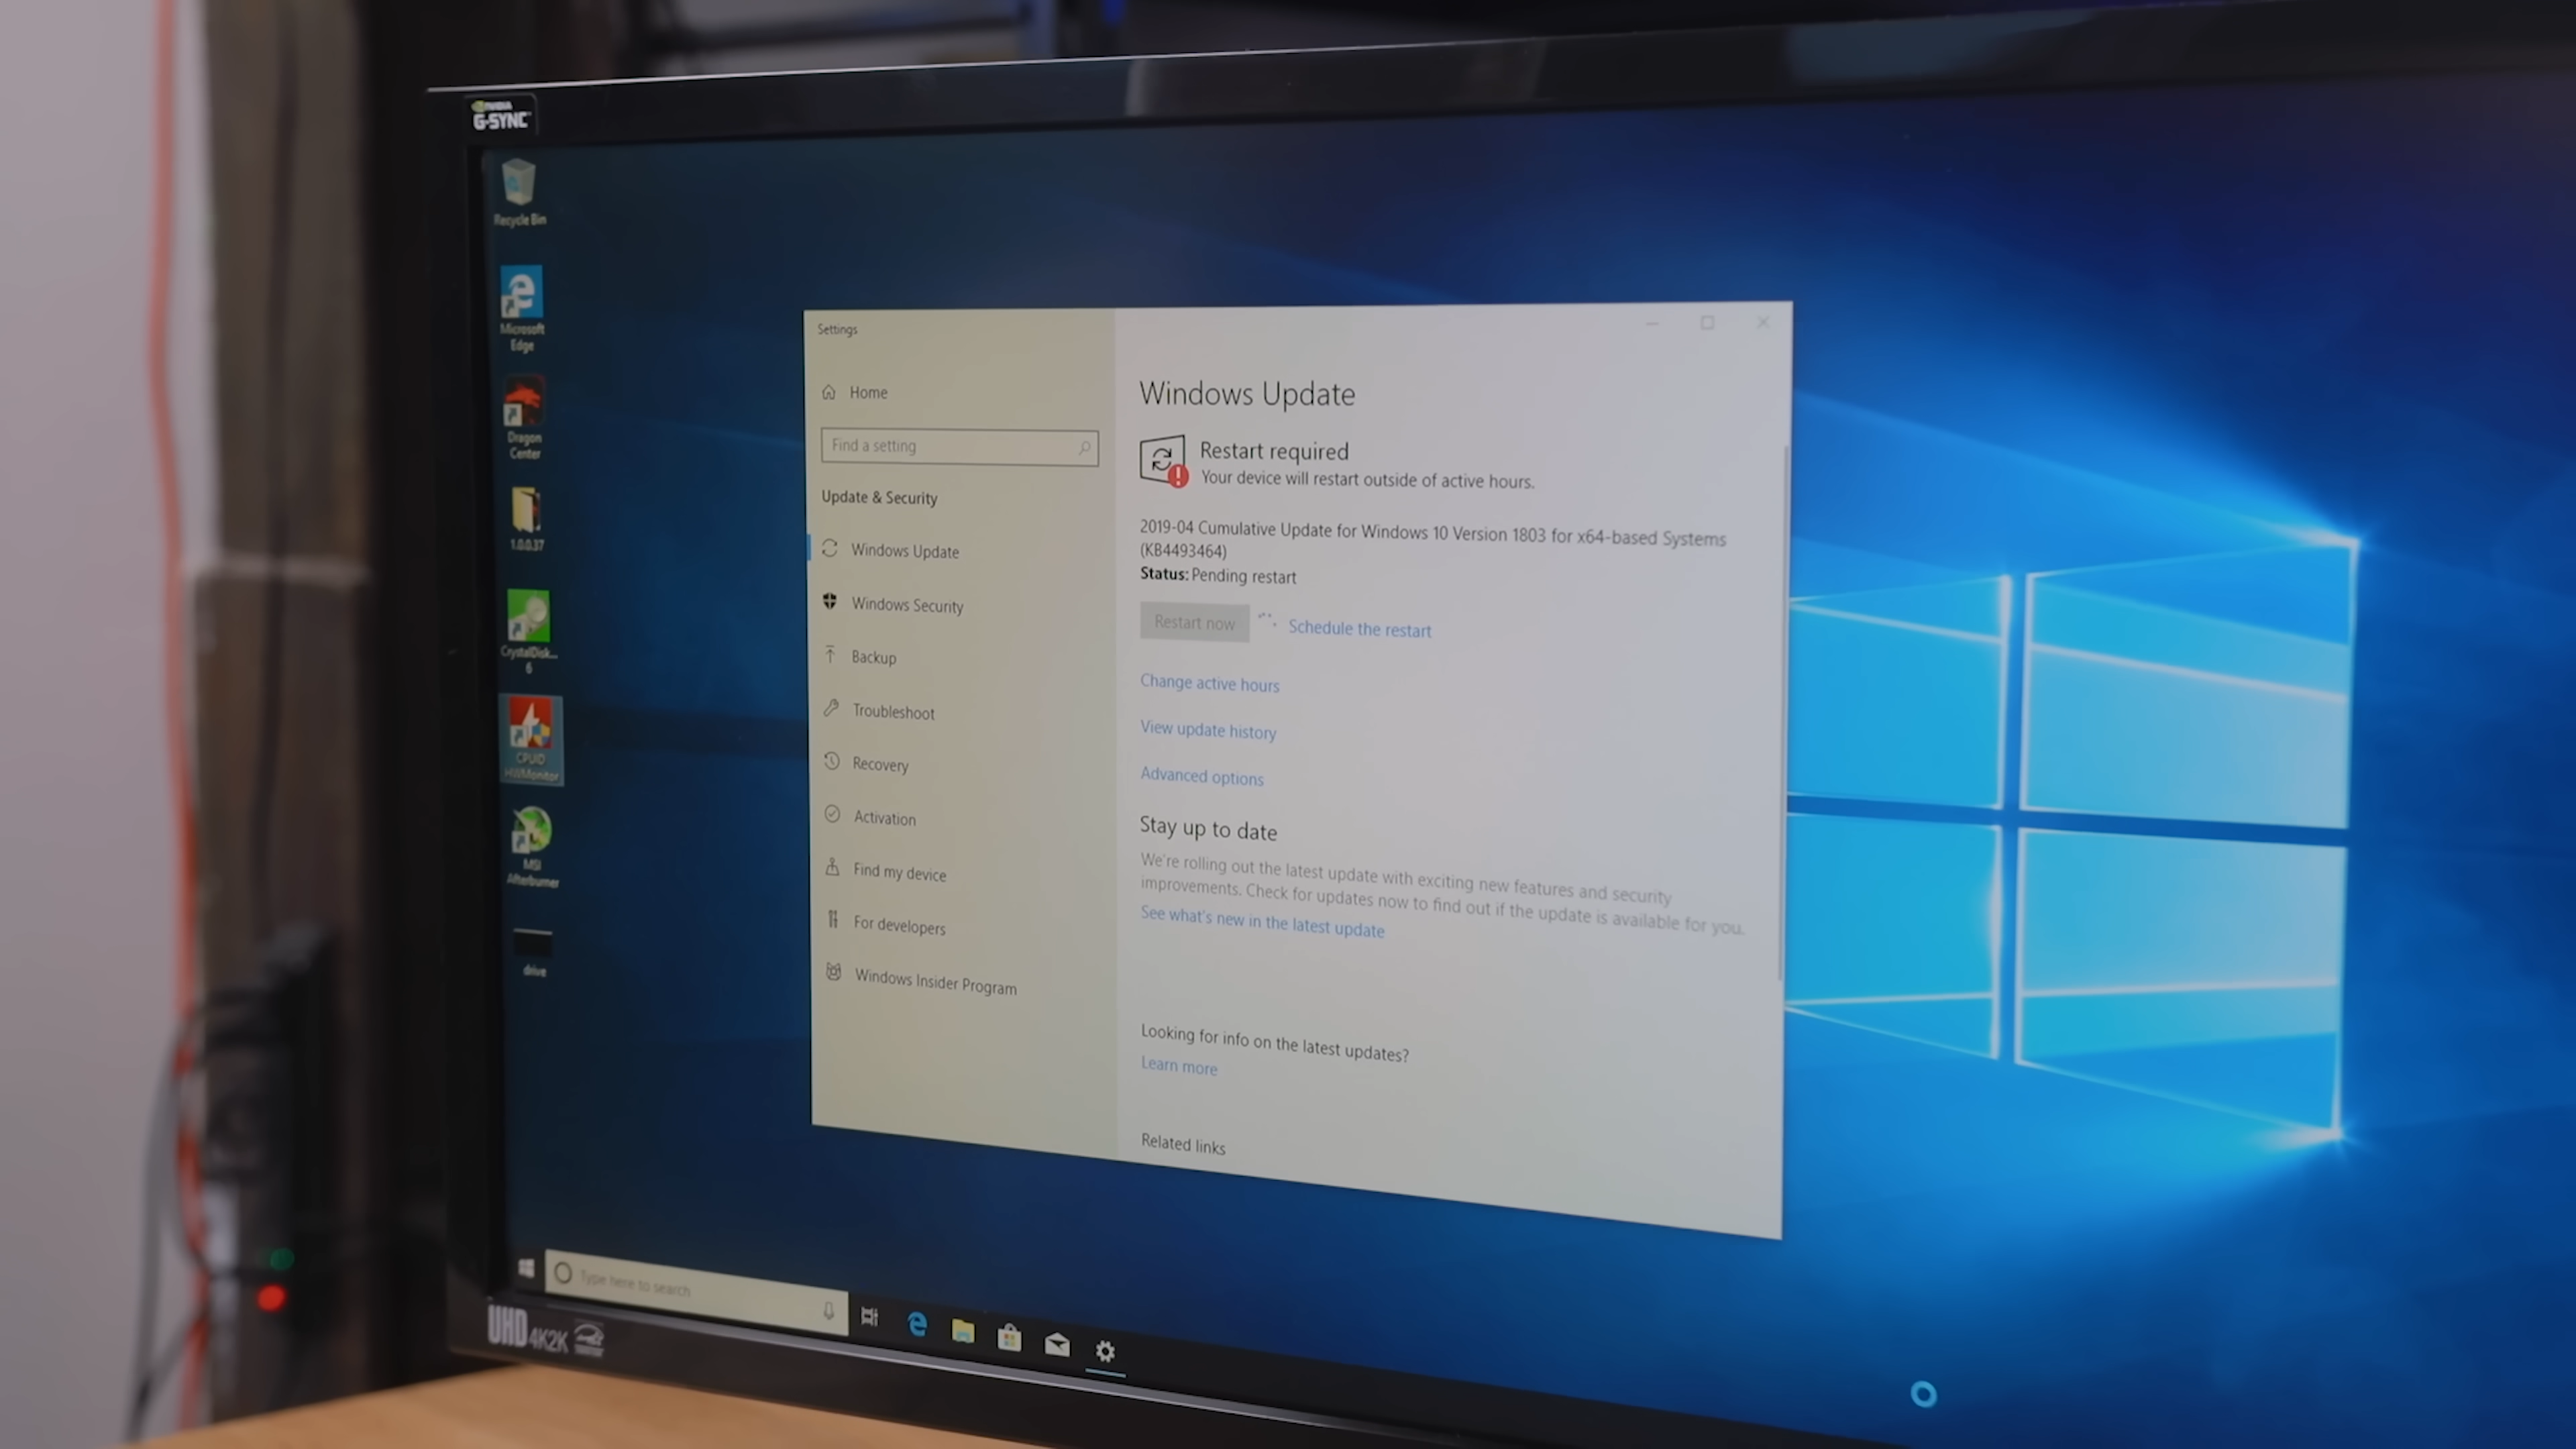 NVIDIA
G-SYNC
Recycle Bin
Microsoft
Edge
Dragon
Center
1.0.0.37
CrystalDisk...
6
CPUID
HWMonitor
MSI
Afterburner
drive
Settings
Home
Find a setting
Update & Security
Windows Update
Windows Security
Backup
Troubleshoot
Recovery
Activation
Find my device
For developers
Windows Insider Program
Windows Update
Restart required
Your device will restart outside of active hours.
2019-04 Cumulative Update for Windows 10 Version 1803 for x64-based Systems
(KB4493464)
Status: Pending restart
Restart now
Schedule the restart
Change active hours
View update history
Advanced options
Stay up to date
We're rolling out the latest update with exciting new features and security
improvements. Check for updates now to find out if the update is available for you.
See what's new in the latest update
Looking for info on the latest updates?
Learn more
Related links
Type here to search
UHD 4K2K